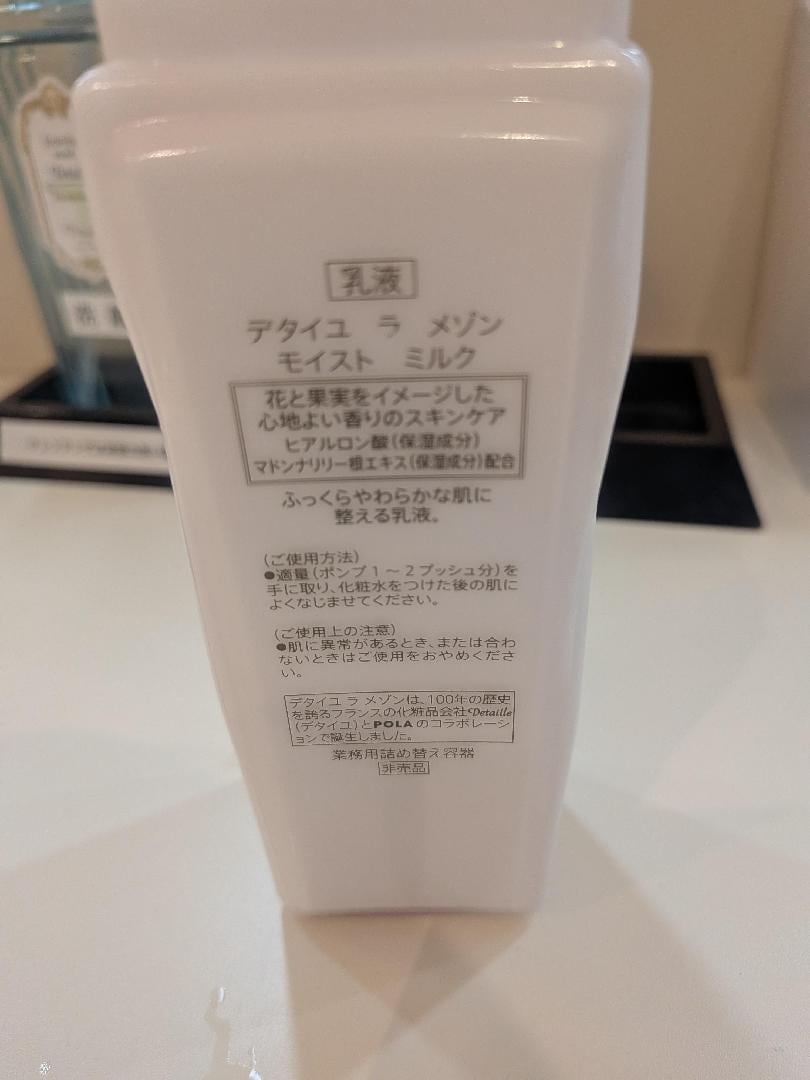 乳液
デタイユ ラ メゾン
モイスト ミルク
花と果実をイメージした
心地よい香りのスキンケア
ヒアルロン酸(保湿成分)
マドンナリリー根エキス(保湿成分)配合
ふっくらやわらかな肌に
整える乳液。
(ご使用方法)
●適量(ポンプ1〜2プッシュ分)を
手に取り、化粧水をつけた後の肌に
よくなじませてください。
(ご使用上の注意)
●肌に異常があるとき、または合わ
ないときはご使用をおやめくださ
い。
デタイユ ラ メゾンは、100年の歴史
を誇るフランスの化粧品会社Detaille
(デタイユ)とPOLAのコラボレーシ
ョンで誕生しました。
業務用詰め替え容器
非売品